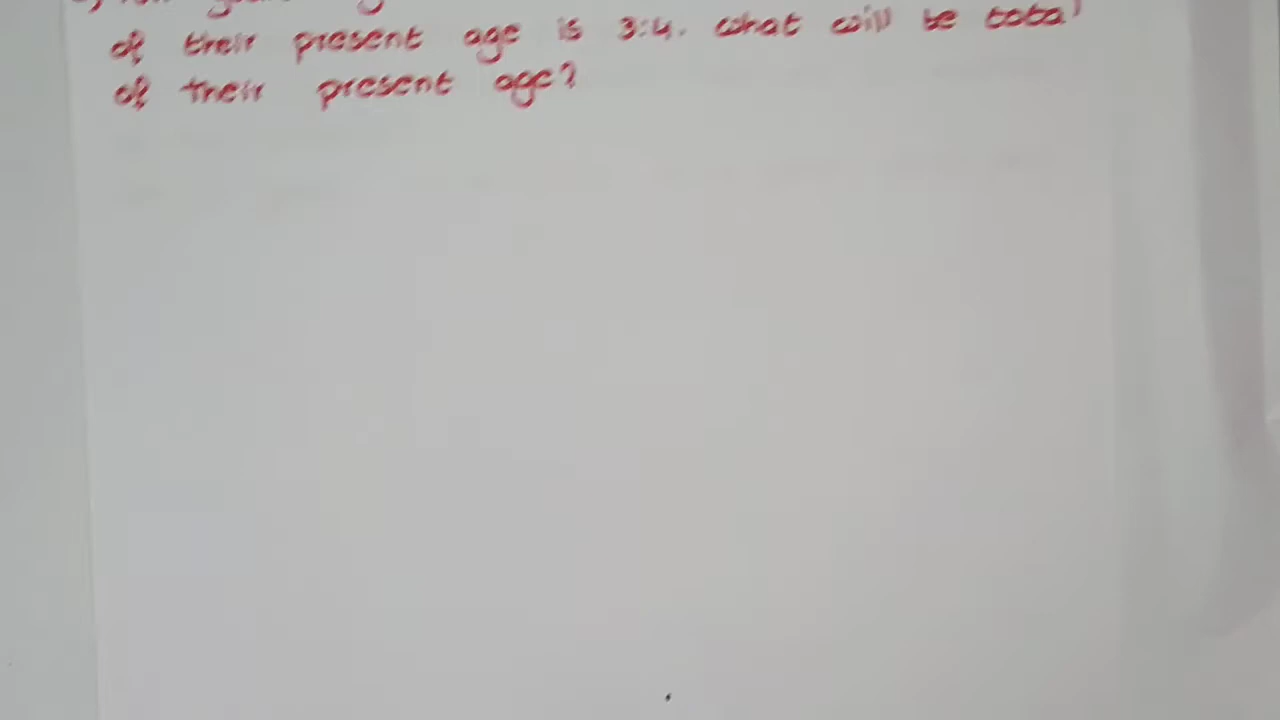 of their present age is 3:4. what will be total
of their present age?